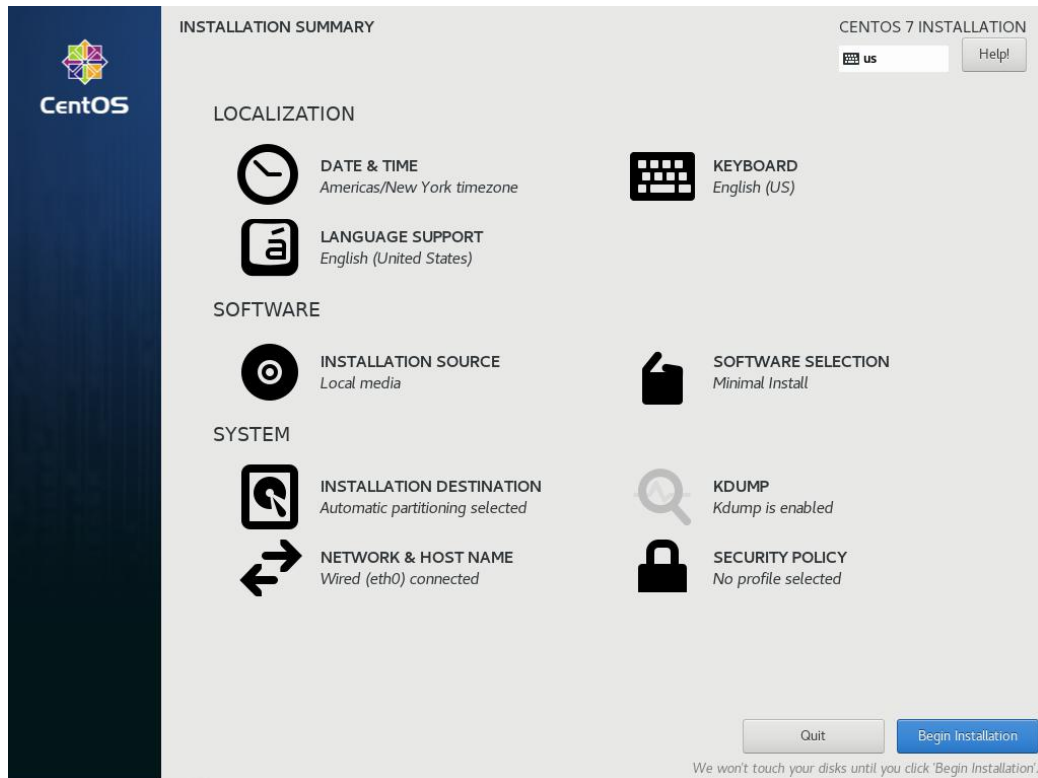 INSTALLATION SUMMARY
CENTOS 7 INSTALLATION
us
Help!
CentOS
LOCALIZATION
DATE & TIME
Americas/New York timezone
KEYBOARD
English (US)
LANGUAGE SUPPORT
English (United States)
SOFTWARE
INSTALLATION SOURCE
Local media
SOFTWARE SELECTION
Minimal Install
SYSTEM
INSTALLATION DESTINATION
Automatic partitioning selected
KDUMP
Kdump is enabled
NETWORK & HOST NAME
Wired (eth0) connected
SECURITY POLICY
No profile selected
Quit
Begin Installation
We won't touch your disks until you click 'Begin Installation'.